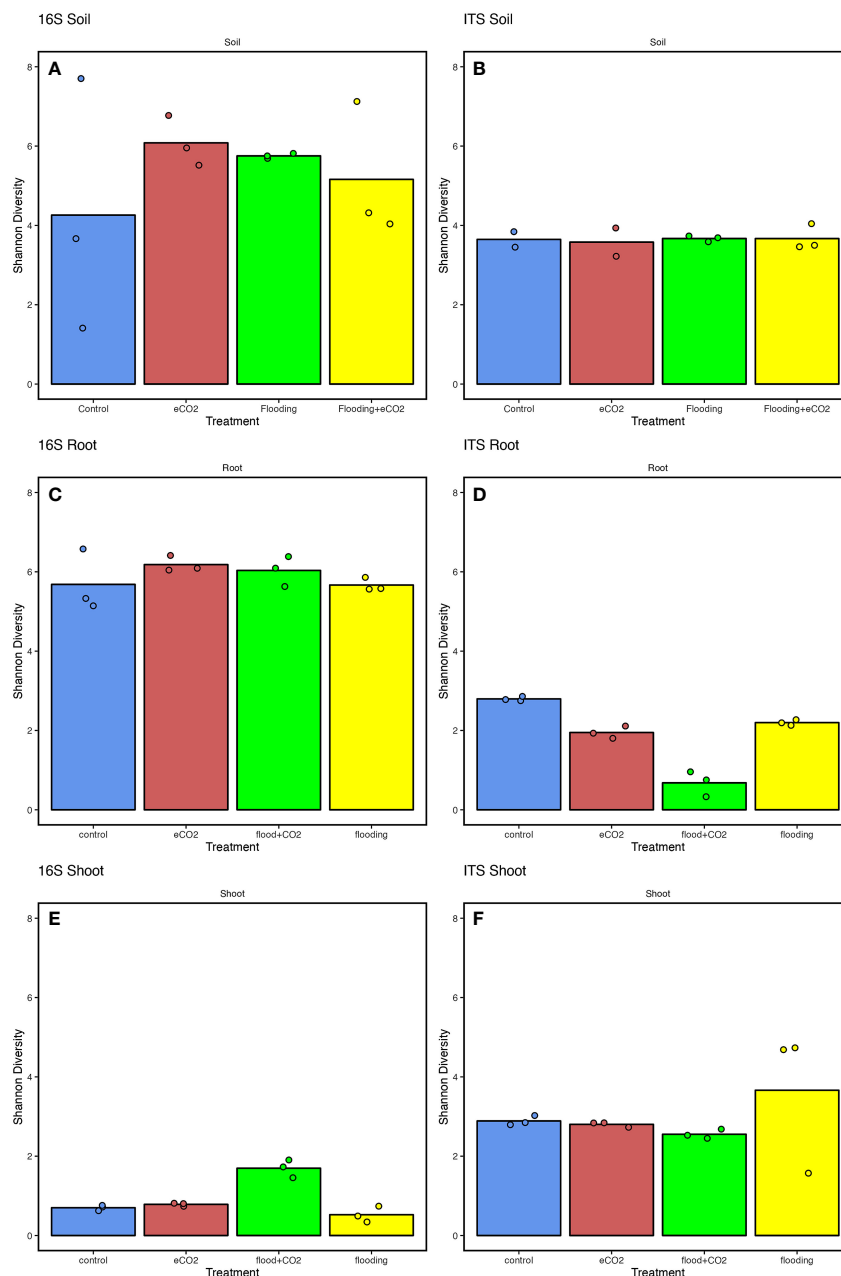 16S Soil
Soil
A
8
6
4
2
0
Shannon Diversity
Control eCO2 Flooding Flooding+eCO2
Treatment
ITS Soil
Soil
B
8
6
4
2
0
Shannon Diversity
Control eCO2 Flooding Flooding+eCO2
Treatment
16S Root
Root
C
8
6
4
2
0
Shannon Diversity
control eCO2 flood+CO2 flooding
Treatment
ITS Root
Root
D
8
6
4
2
0
Shannon Diversity
control eCO2 flood+CO2 flooding
Treatment
16S Shoot
Shoot
E
8
6
4
2
0
Shannon Diversity
control eCO2 flood+CO2 flooding
Treatment
ITS Shoot
Shoot
F
8
6
4
2
0
Shannon Diversity
control eCO2 flood+CO2 flooding
Treatment